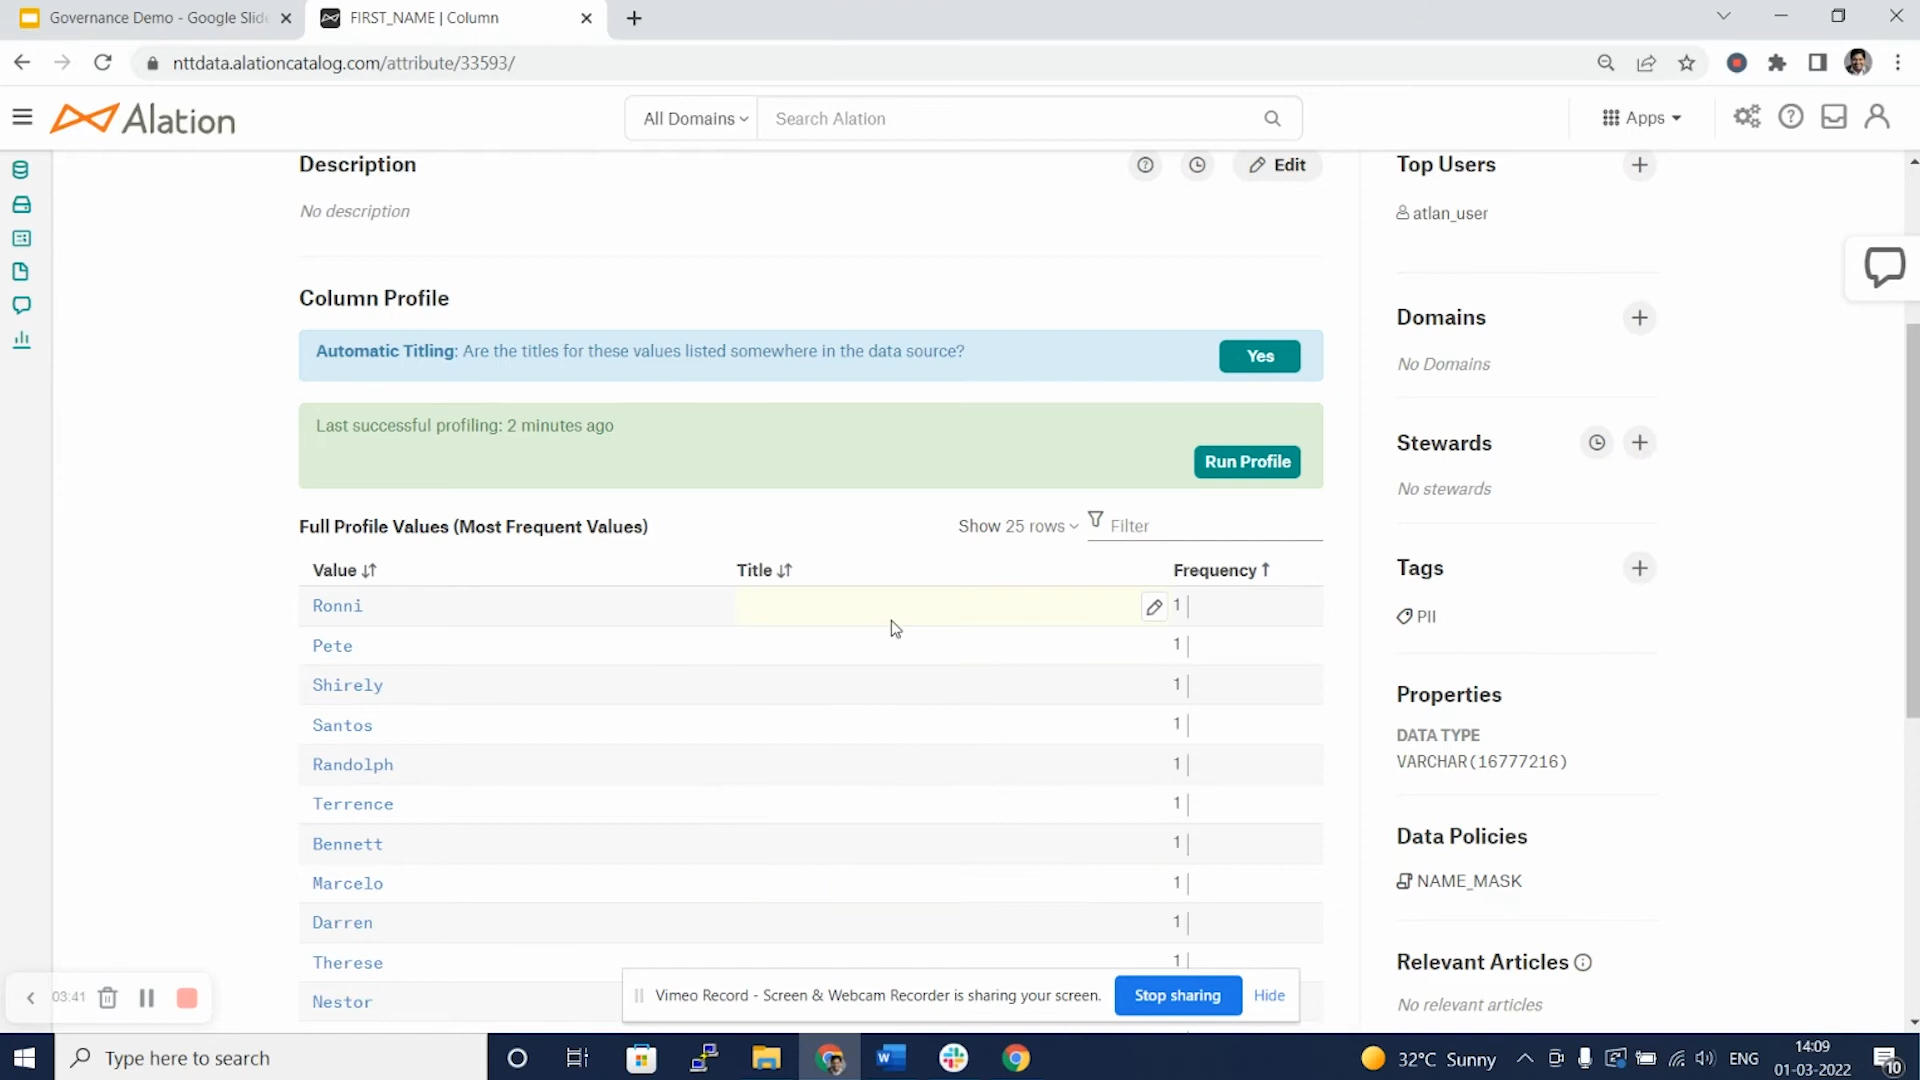 Governance Demo - Google Slide
FIRST_NAME | Column
nttdata.alationcatalog.com/attribute/33593/
Alation
All Domains
Search Alation
Apps
Description
Edit
No description
Column Profile
Automatic Titling: Are the titles for these values listed somewhere in the data source?
Yes
Last successful profiling: 2 minutes ago
Run Profile
Full Profile Values (Most Frequent Values)
Show 25 rows
Filter
Value
Title
Frequency
Ronni
1
Pete
1
Shirely
1
Santos
1
Randolph
1
Terrence
1
Bennett
1
Marcelo
1
Darren
1
Therese
1
Nestor
Top Users
atlan_user
Domains
No Domains
Stewards
No stewards
Tags
PII
Properties
DATA TYPE
VARCHAR(16777216)
Data Policies
NAME_MASK
Relevant Articles
No relevant articles
03:41
Vimeo Record - Screen & Webcam Recorder is sharing your screen.
Stop sharing
Hide
Type here to search
32°C Sunny
ENG
14:09
01-03-2022
10